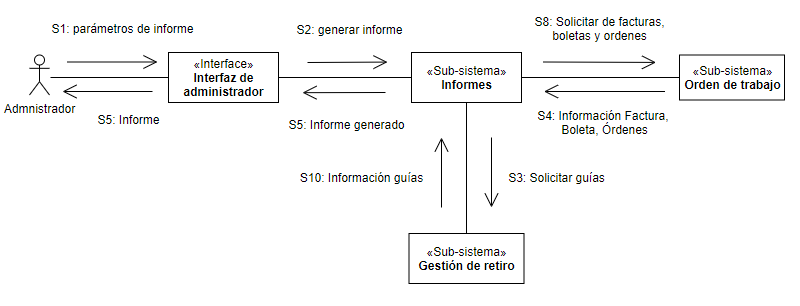 S1: parámetros de informe
S2: generar informe
S8: Solicitar de facturas,
boletas y ordenes
«Interface»
Interfaz de
administrador
«Sub-sistema»
Informes
«Sub-sistema»
Orden de trabajo
Admnistrador
S5: Informe
S5: Informe generado
S4: Información Factura,
Boleta, Órdenes
S10: Información guías
S3: Solicitar guías
«Sub-sistema»
Gestión de retiro